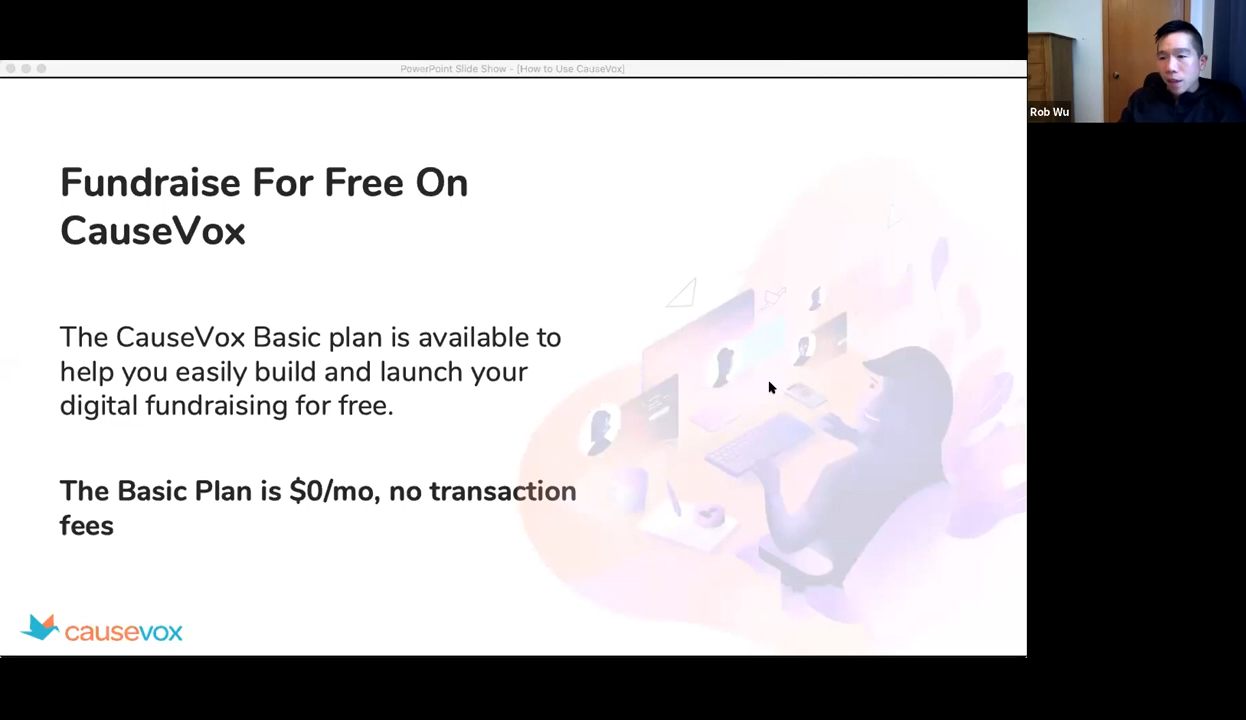 PowerPoint Slide Show - [How to Use CauseVox]
Rob Wu
Fundraise For Free On
CauseVox
The CauseVox Basic plan is available to
help you easily build and launch your
digital fundraising for free.
The Basic Plan is $0/mo, no transaction
fees
causevox